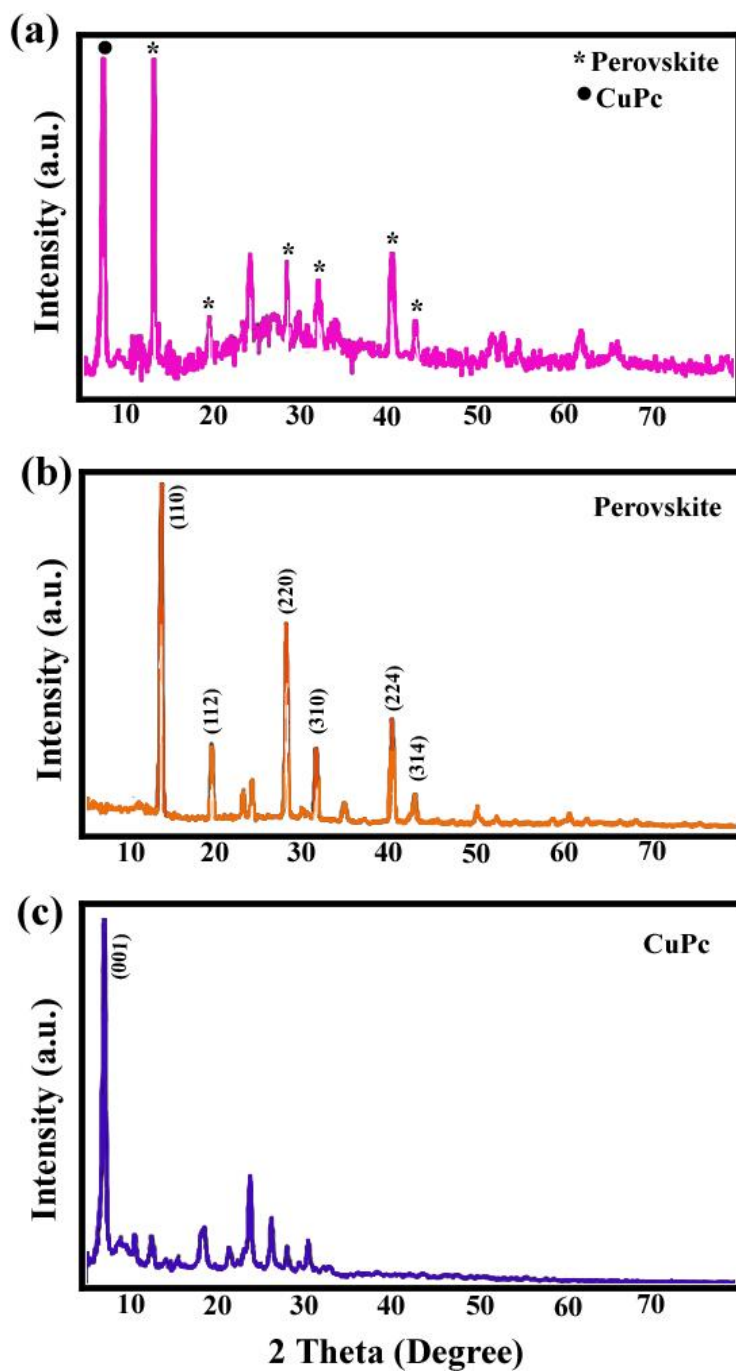 (a)
* Perovskite
● CuPc
● *
* * * * *
Intensity (a.u.)
10 20 30 40 50 60 70
(b)
Perovskite
(110)
(112)
(220)
(310)
(224)
(314)
Intensity (a.u.)
10 20 30 40 50 60 70
(c)
CuPc
(001)
Intensity (a.u.)
10 20 30 40 50 60 70
2 Theta (Degree)